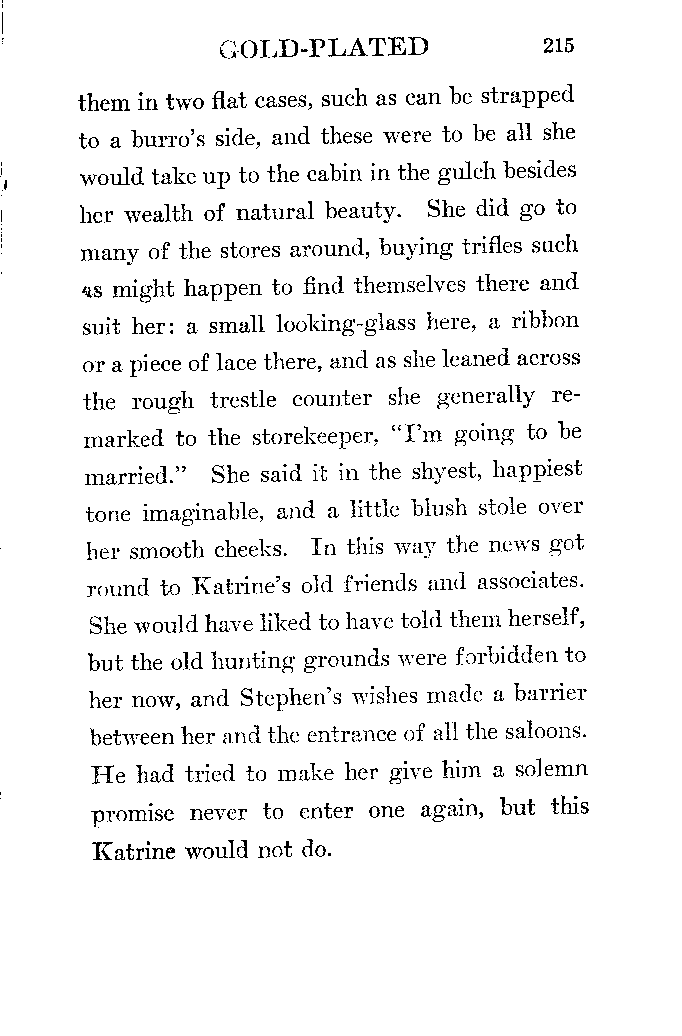 GOLD-PLATED 215
them in two flat cases, such as can be strapped
to a burro's side, and these were to be all she
would take up to the cabin in the gulch besides
her wealth of natural beauty. She did go to
many of the stores around, buying trifles such
as might happen to find themselves there and
suit her: a small looking-glass here, a ribbon
or a piece of lace there, and as she leaned across
the rough trestle counter she generally re-
marked to the storekeeper, "I'm going to be
married." She said it in the shyest, happiest
tone imaginable, and a little blush stole over
her smooth cheeks. In this way the news got
round to Katrine's old friends and associates.
She would have liked to have told them herself,
but the old hunting grounds were forbidden to
her now, and Stephen's wishes made a barrier
between her and the entrance of all the saloons.
He had tried to make her give him a solemn
promise never to enter one again, but this
Katrine would not do.